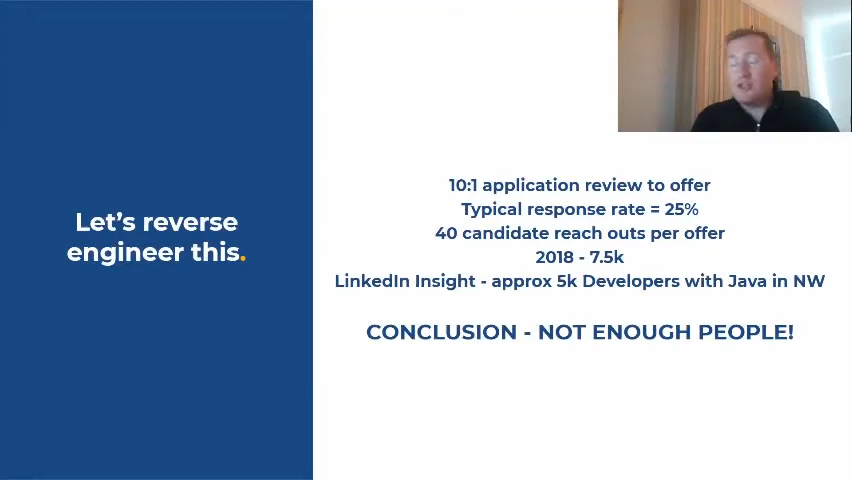 Let's reverse
engineer this.
10:1 application review to offer
Typical response rate = 25%
40 candidate reach outs per offer
2018 - 7.5k
LinkedIn Insight - approx 5k Developers with Java in NW
CONCLUSION - NOT ENOUGH PEOPLE!